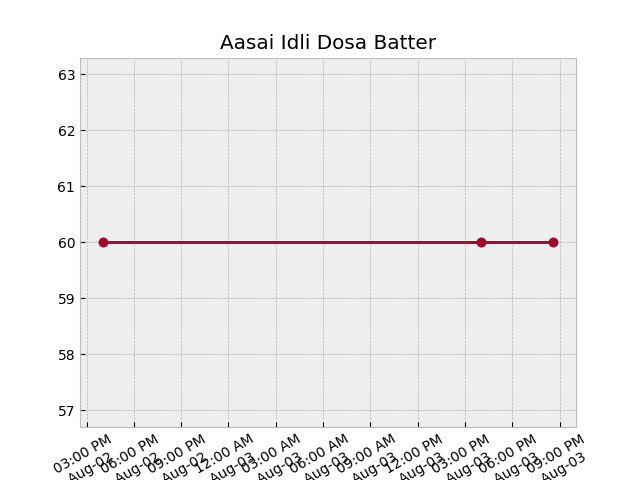 Aasai Idli Dosa Batter
63
62
61
60
59
58
57
03:00 PM
Aug-02
06:00 PM
Aug-02
09:00 PM
Aug-02
12:00 AM
Aug-03
03:00 AM
Aug-03
06:00 AM
Aug-03
09:00 AM
Aug-03
12:00 PM
Aug-03
03:00 PM
Aug-03
06:00 PM
Aug-03
09:00 PM
Aug-03